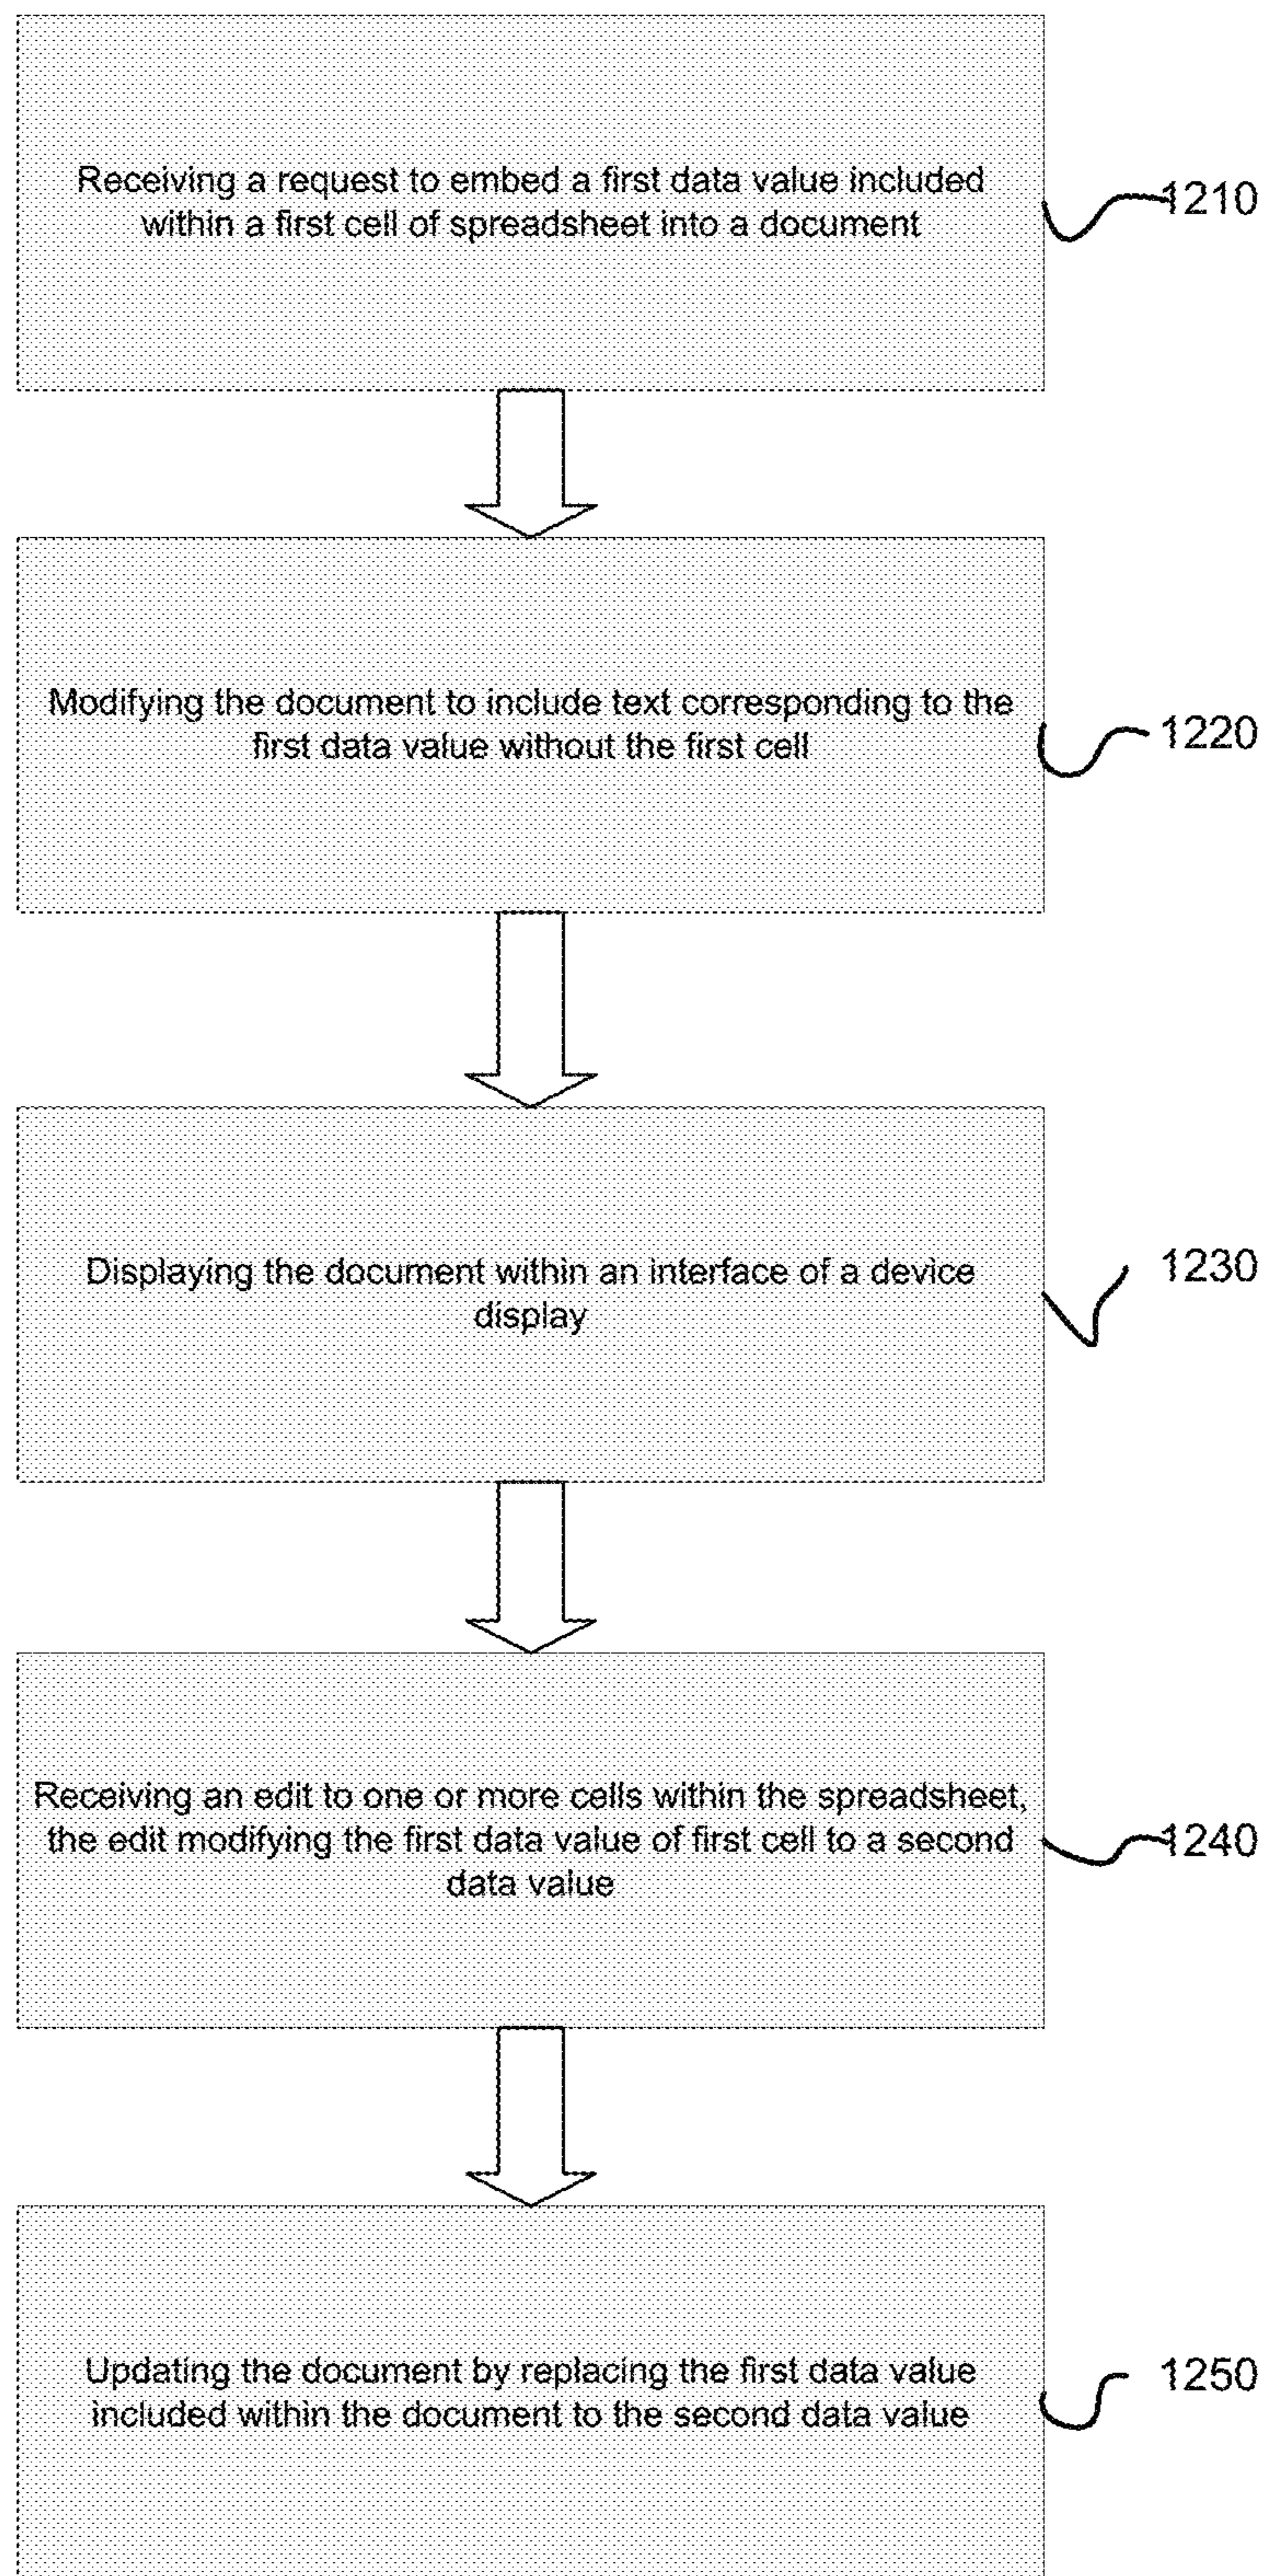 Receiving a request to embed a first data value included
within a first cell of spreadsheet into a document
1210
Modifying the document to include text corresponding to the
first data value without the first cell
1220
Displaying the document within an interface of a device
display
1230
Receiving an edit to one or more cells within the spreadsheet,
the edit modifying the first data value of first cell to a second
data value
1240
Updating the document by replacing the first data value
included within the document to the second data value
1250